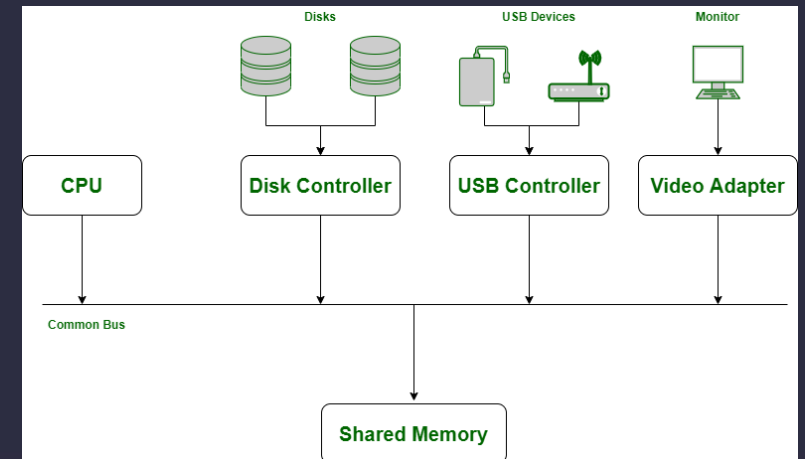 Disks
USB Devices
Monitor
CPU
Disk Controller
USB Controller
Video Adapter
Common Bus
Shared Memory